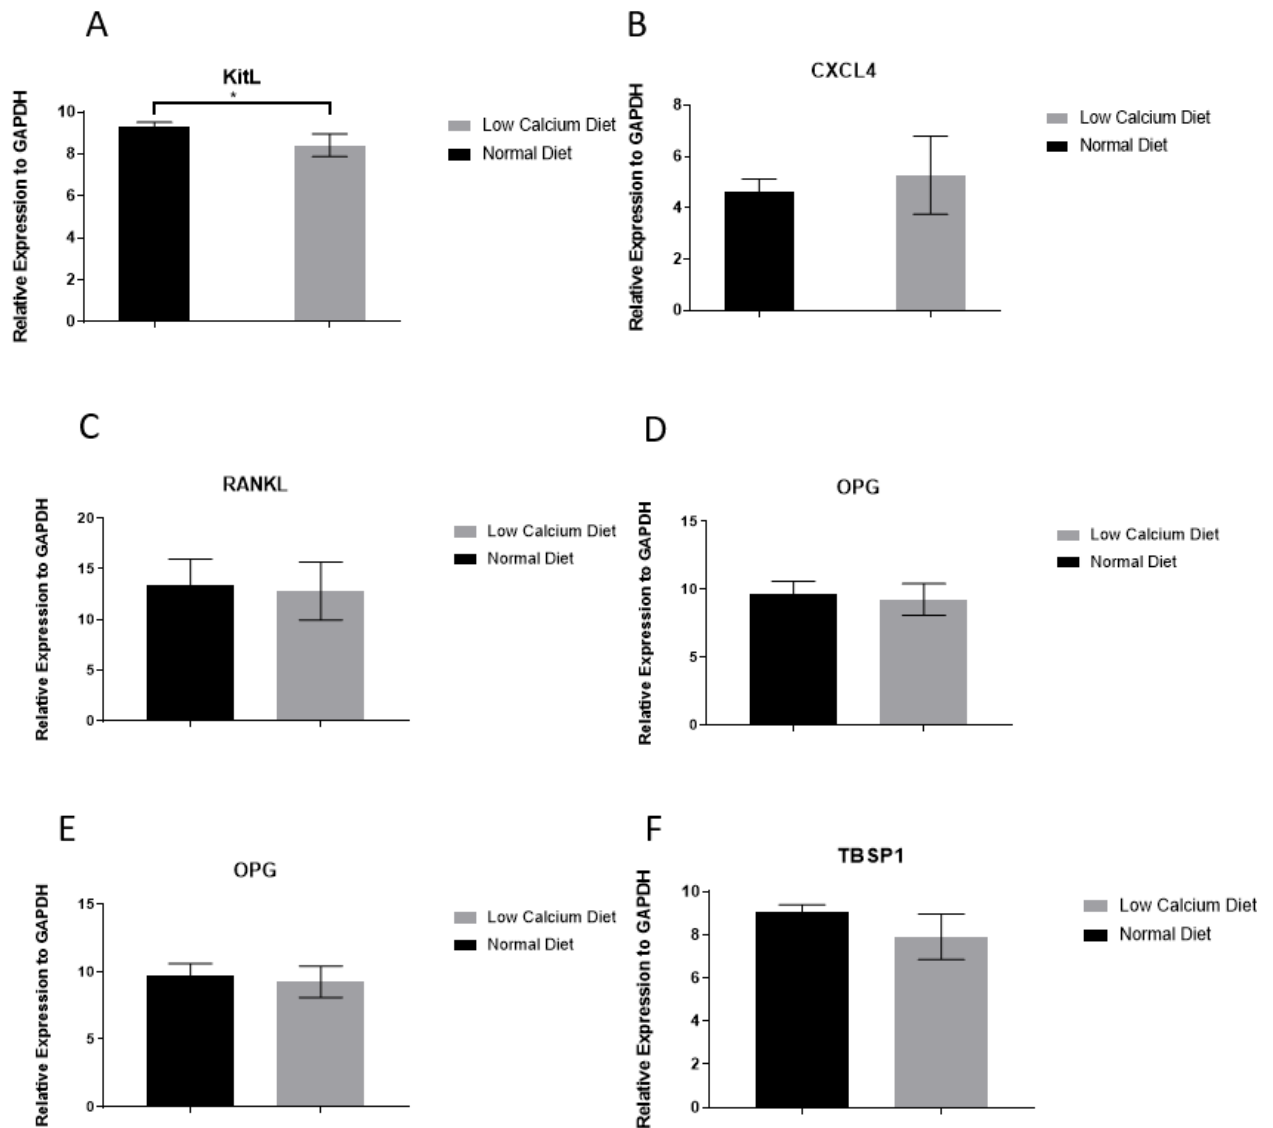 A
KitL
*
Relative Expression to GAPDH
10
8
6
4
2
0
Low Calcium Diet
Normal Diet
B
CXCL4
Relative Expression to GAPDH
8
6
4
2
0
Low Calcium Diet
Normal Diet
C
RANKL
Relative Expression to GAPDH
20
15
10
5
0
Low Calcium Diet
Normal Diet
D
OPG
Relative Expression to GAPDH
15
10
5
0
Low Calcium Diet
Normal Diet
E
OPG
Relative Expression to GAPDH
15
10
5
0
Low Calcium Diet
Normal Diet
F
TBSP1
Relative Expression to GAPDH
10
8
6
4
2
0
Low Calcium Diet
Normal Diet